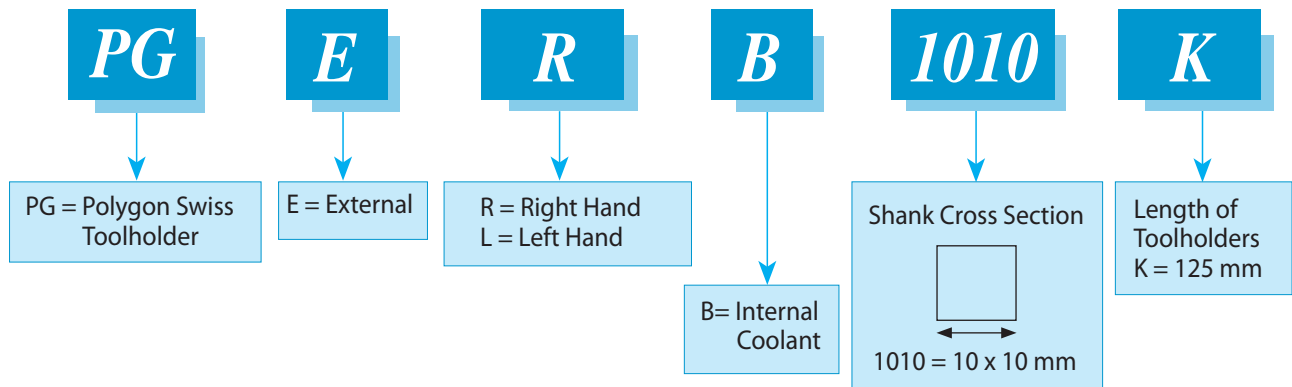 PG
E
R
B
1010
K
PG = Polygon Swiss
Toolholder
E = External
R = Right Hand
L = Left Hand
B= Internal
Coolant
Shank Cross Section
1010 = 10 x 10 mm
Length of
Toolholders
K = 125 mm